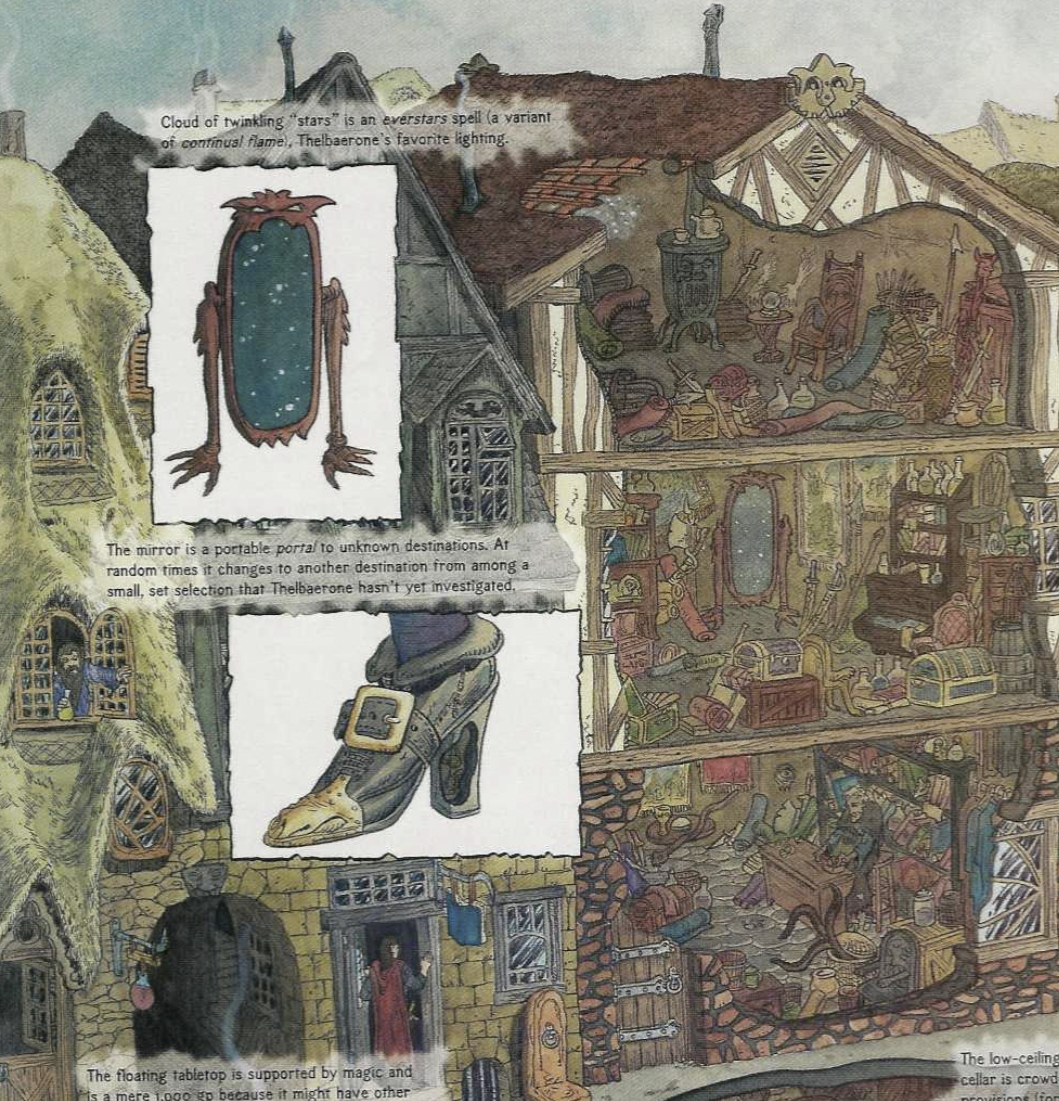 Cloud of twinkling "stars" is an everstars spell (a variant
of continual flame), Thelbaerone's favorite lighting.
The mirror is a portable portal to unknown destinations. At
random times it changes to another destination from among a
small, set selection that Thelbaerone hasn't yet investigated.
The floating tabletop is supported by magic and
is a mere 1,000 gp because it might have other
The low-ceiling
cellar is crowd
provisions (fo